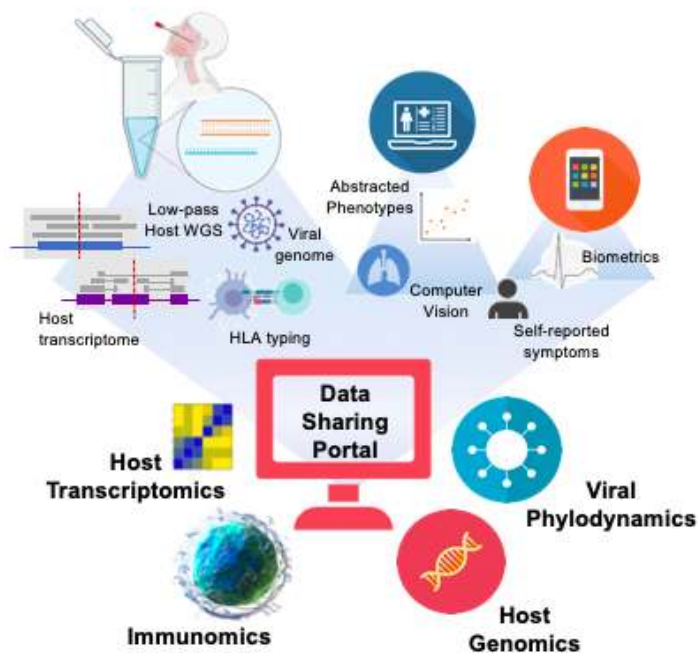 Abstracted
Phenotypes
Low-pass
Host WGS
Viral
genome
Biometrics
Computer
Vision
Host
transcriptome
HLA typing
Self-reported
symptoms
Data
Sharing
Portal
Host
Transcriptomics
Viral
Phylodynamics
Immunomics
Host
Genomics